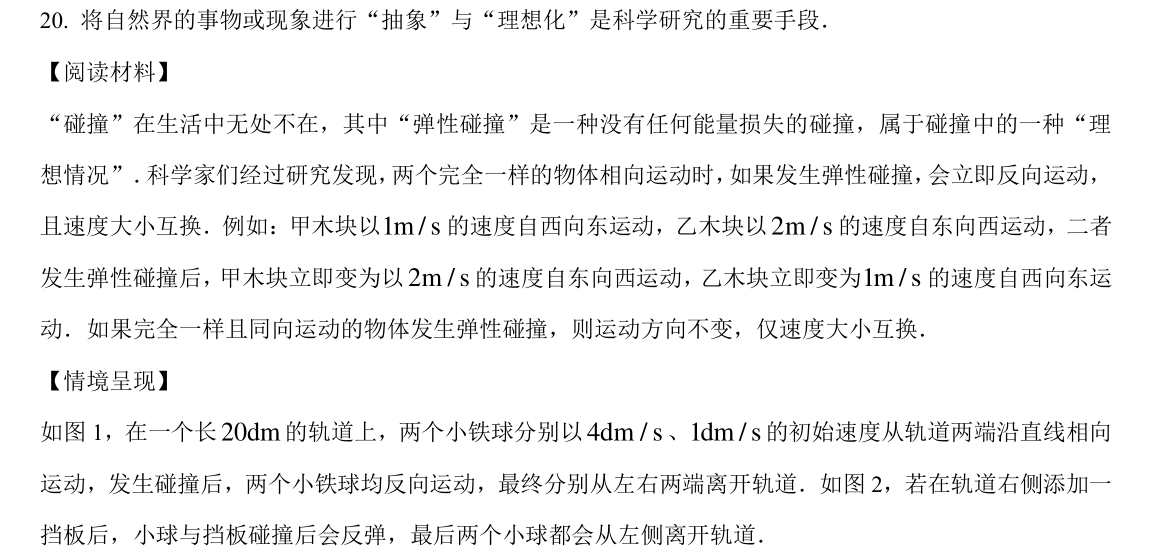 20. 将自然界的事物或现象进行“抽象”与“理想化”是科学研究的重要手段．
【阅读材料】
“碰撞”在生活中无处不在，其中“弹性碰撞”是一种没有任何能量损失的碰撞，属于碰撞中的一种“理
想情况”．科学家们经过研究发现，两个完全一样的物体相向运动时，如果发生弹性碰撞，会立即反向运动，
且速度大小互换．例如：甲木块以1m / s 的速度自西向东运动，乙木块以 2m / s 的速度自东向西运动，二者
发生弹性碰撞后，甲木块立即变为以 2m / s 的速度自东向西运动，乙木块立即变为1m / s 的速度自西向东运
动．如果完全一样且同向运动的物体发生弹性碰撞，则运动方向不变，仅速度大小互换．
【情境呈现】
如图 1，在一个长 20dm 的轨道上，两个小铁球分别以 4dm / s 、1dm / s 的初始速度从轨道两端沿直线相向
运动，发生碰撞后，两个小铁球均反向运动，最终分别从左右两端离开轨道．如图 2，若在轨道右侧添加一
挡板后，小球与挡板碰撞后会反弹，最后两个小球都会从左侧离开轨道．